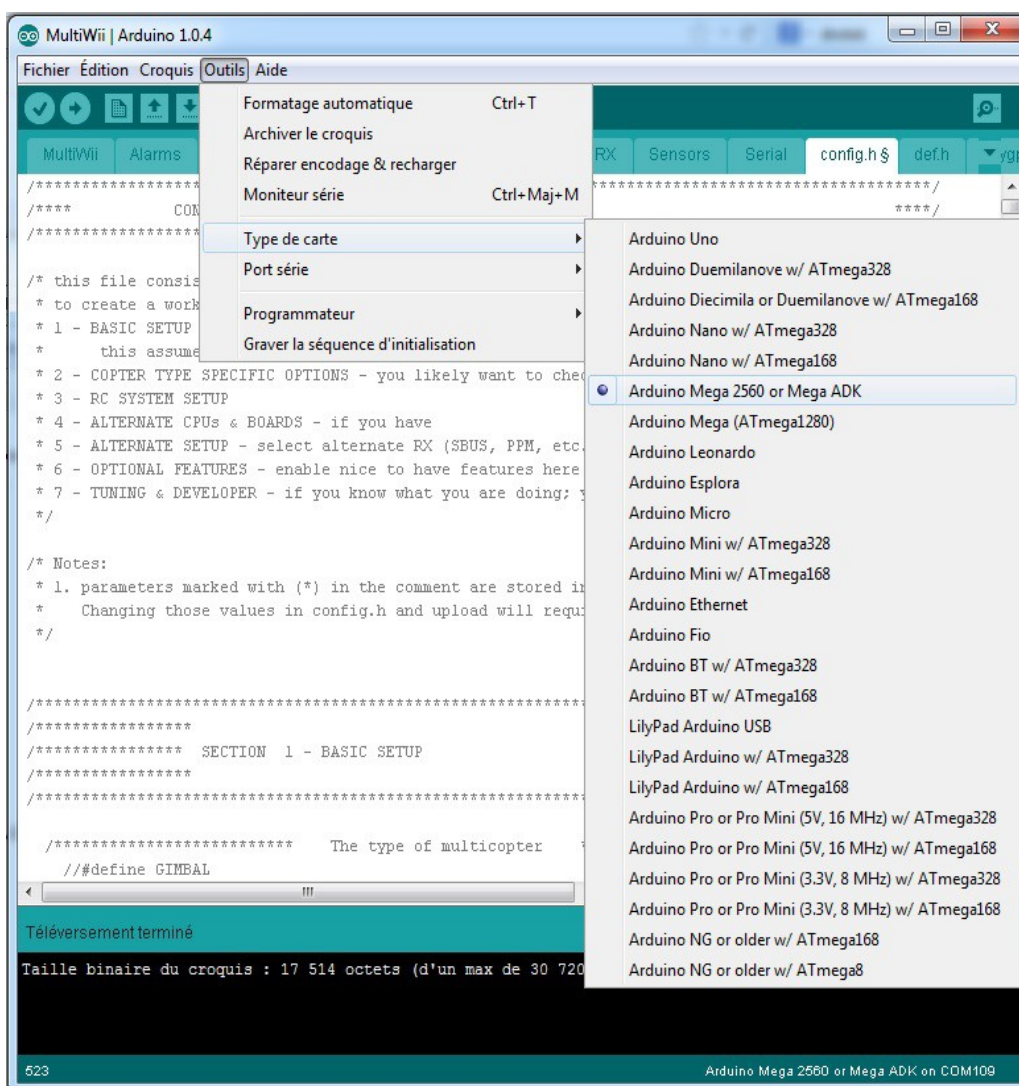 MultiWii | Arduino 1.0.4
Fichier Édition Croquis Outils Aide
Formatage automatique Ctrl+T
Archiver le croquis
Réparer encodage & recharger
Moniteur série Ctrl+Maj+M
Type de carte
Port série
Programmateur
Graver la séquence d'initialisation
MultiWii Alarms RX Sensors Serial config.h § def.h
Arduino Uno
Arduino Duemilanove w/ ATmega328
Arduino Diecimila or Duemilanove w/ ATmega168
Arduino Nano w/ ATmega328
Arduino Nano w/ ATmega168
Arduino Mega 2560 or Mega ADK
Arduino Mega (ATmega1280)
Arduino Leonardo
Arduino Esplora
Arduino Micro
Arduino Mini w/ ATmega328
Arduino Mini w/ ATmega168
Arduino Ethernet
Arduino Fio
Arduino BT w/ ATmega328
Arduino BT w/ ATmega168
LilyPad Arduino USB
LilyPad Arduino w/ ATmega328
LilyPad Arduino w/ ATmega168
Arduino Pro or Pro Mini (5V, 16 MHz) w/ ATmega328
Arduino Pro or Pro Mini (5V, 16 MHz) w/ ATmega168
Arduino Pro or Pro Mini (3.3V, 8 MHz) w/ ATmega328
Arduino Pro or Pro Mini (3.3V, 8 MHz) w/ ATmega168
Arduino NG or older w/ ATmega168
Arduino NG or older w/ ATmega8
/**** CON ****/
/* this file consis
* to create a work
* 1 - BASIC SETUP
* this assume
* 2 - COPTER TYPE SPECIFIC OPTIONS - you likely want to chec
* 3 - RC SYSTEM SETUP
* 4 - ALTERNATE CPUs & BOARDS - if you have
* 5 - ALTERNATE SETUP - select alternate RX (SBUS, PPM, etc.
* 6 - OPTIONAL FEATURES - enable nice to have features here
* 7 - TUNING & DEVELOPER - if you know what you are doing; y
*/
/* Notes:
* 1. parameters marked with (*) in the comment are stored in
* Changing those values in config.h and upload will requi
*/
/***************** SECTION 1 - BASIC SETUP
/************************** The type of multicopter *
//#define GIMBAL
Téléversement terminé
Taille binaire du croquis : 17 514 octets (d'un max de 30 720
523 Arduino Mega 2560 or Mega ADK on COM109